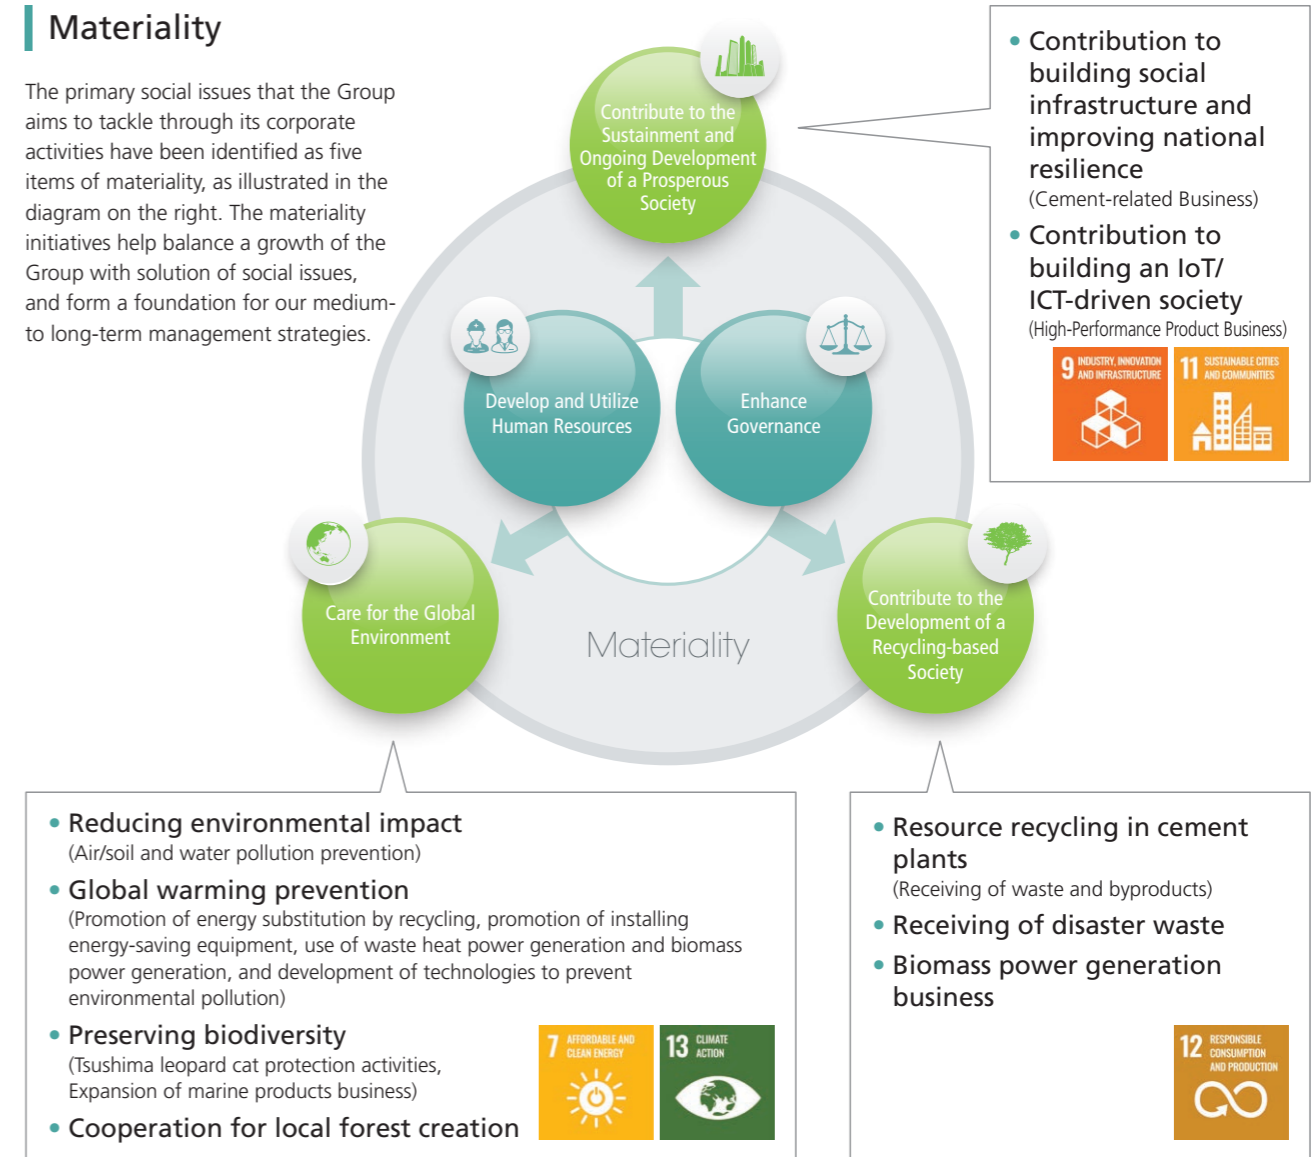 Materiality
The primary social issues that the Group
aims to tackle through its corporate
activities have been identified as five
items of materiality, as illustrated in the
diagram on the right. The materiality
initiatives help balance a growth of the
Group with solution of social issues,
and form a foundation for our medium-
to long-term management strategies.
Contribute to the
Sustainment and
Ongoing Development
of a Prosperous
Society
• Contribution to
building social
infrastructure and
improving national
resilience
(Cement-related Business)
• Contribution to
building an IoT/
ICT-driven society
(High-Performance Product Business)
9 INDUSTRY, INNOVATION
AND INFRASTRUCTURE
11 SUSTAINABLE CITIES
AND COMMUNITIES
Develop and Utilize
Human Resources
Enhance
Governance
Care for the Global
Environment
Materiality
Contribute to the
Development of a
Recycling-based
Society
• Reducing environmental impact
(Air/soil and water pollution prevention)
• Global warming prevention
(Promotion of energy substitution by recycling, promotion of installing
energy-saving equipment, use of waste heat power generation and biomass
power generation, and development of technologies to prevent
environmental pollution)
• Preserving biodiversity
(Tsushima leopard cat protection activities,
Expansion of marine products business)
• Cooperation for local forest creation
7 AFFORDABLE AND
CLEAN ENERGY
13 CLIMATE
ACTION
• Resource recycling in cement
plants
(Receiving of waste and byproducts)
• Receiving of disaster waste
• Biomass power generation
business
12 RESPONSIBLE
CONSUMPTION
AND PRODUCTION